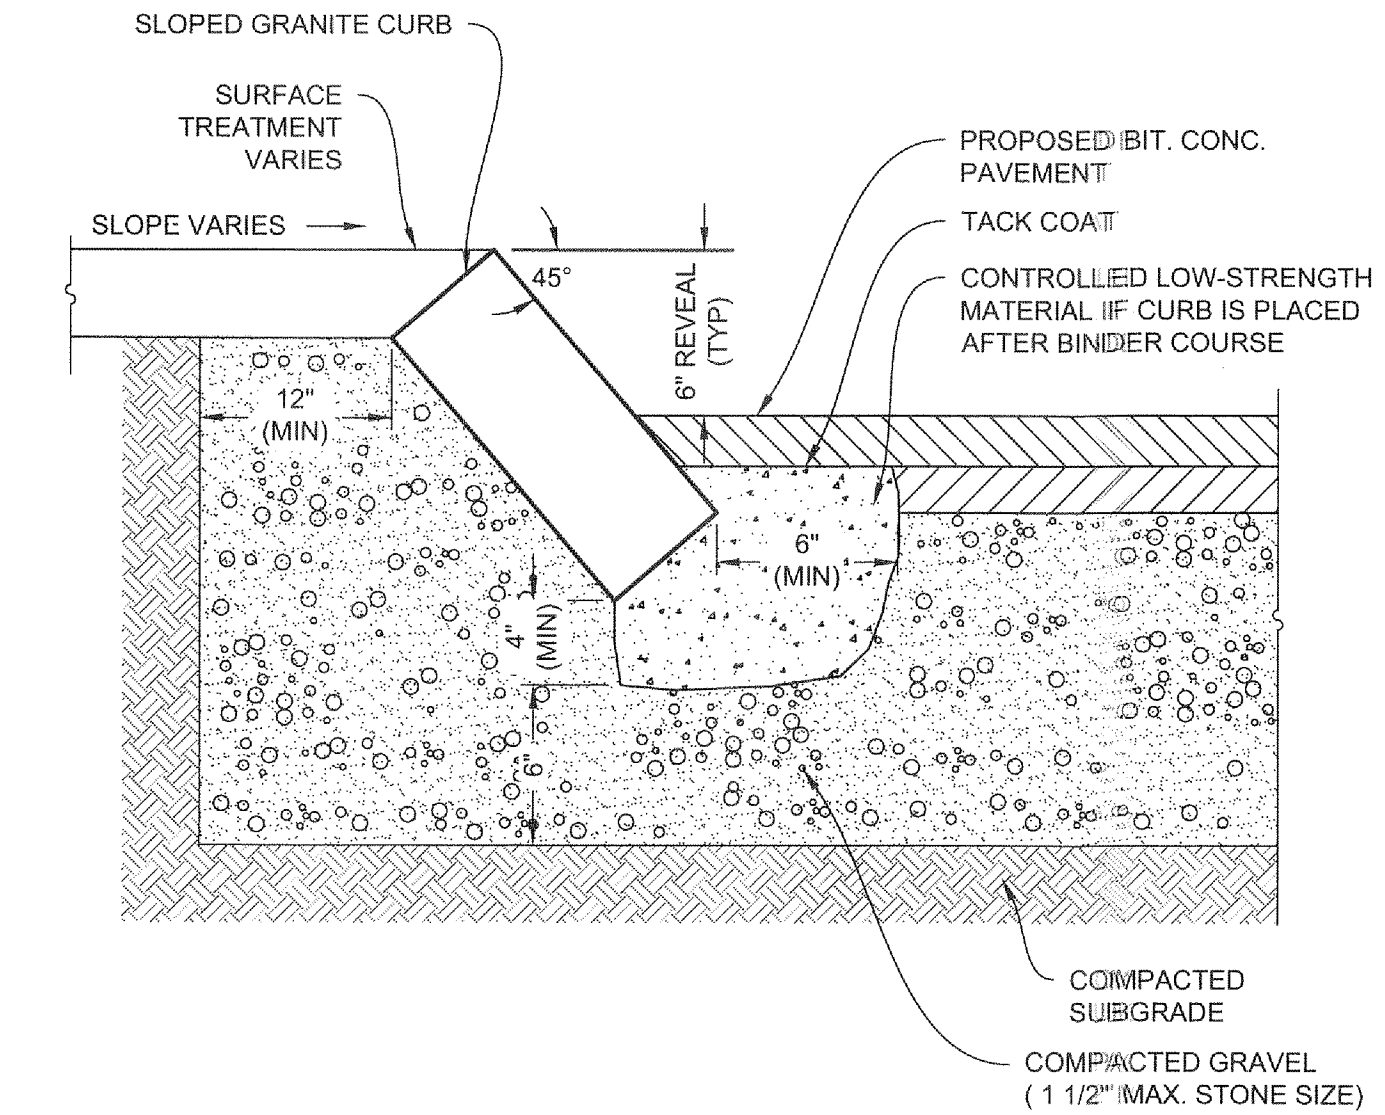 SLOPED GRANITE CURB
SURFACE
TREATMENT
VARIES
SLOPE VARIES
45°
6" REVEAL
(TYP)
PROPOSED BIT. CONC.
PAVEMENT
TACK COAT
CONTROLLED LOW-STRENGTH
MATERIAL IF CURB IS PLACED
AFTER BINDER COURSE
12"
(MIN)
6"
(MIN)
4"
(MIN)
6"
COMPACTED
SUBGRADE
COMPACTED GRAVEL
( 1 1/2" MAX. STONE SIZE)